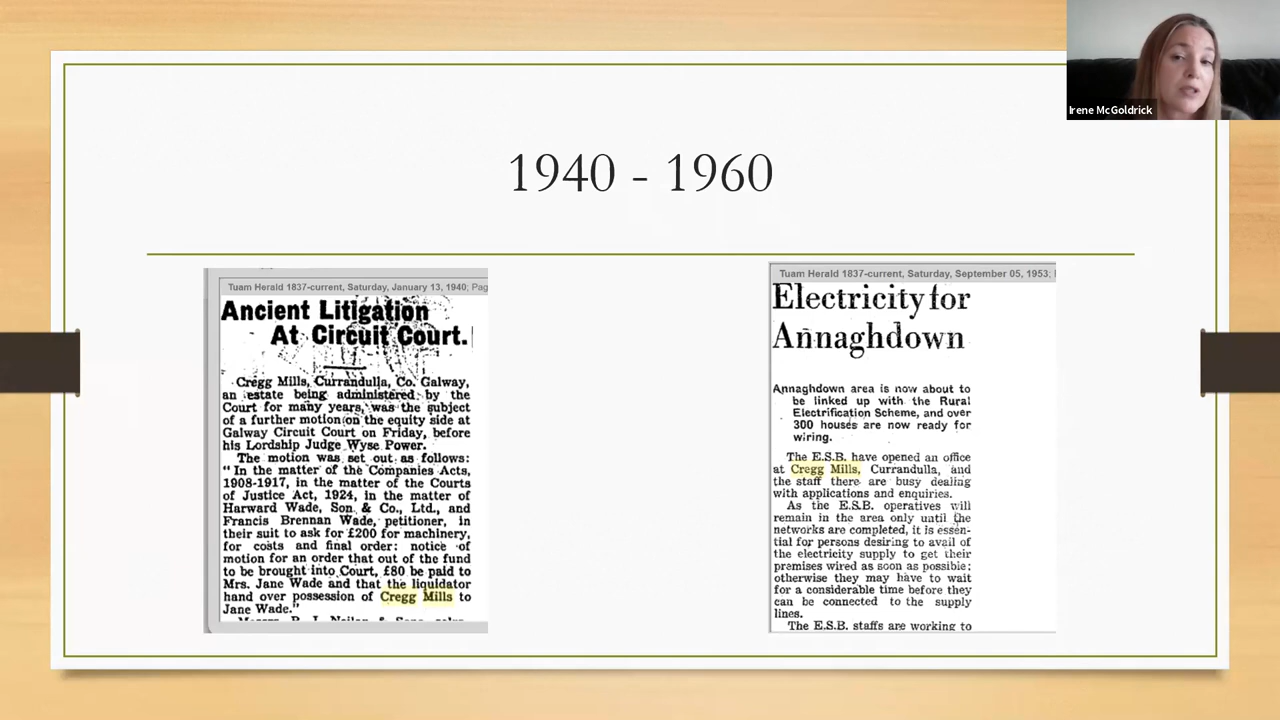 Irene McGoldrick
1940 - 1960
Tuam Herald 1837-current, Saturday, January 13, 1940; Pag
Ancient Litigation
At Circuit Court.
Cregg Mills, Currandulla, Co. Galway,
an estate being administered by the
Court for many years, was the subject
of a further motion on the equity side at
Galway Circuit Court on Friday, before
his Lordship Judge Wyse Power.
The motion was set out as follows:
"In the matter of the Companies Acts,
1908-1917, in the matter of the Courts
of Justice Act, 1924, in the matter of
Harward Wade, Son & Co., Ltd., and
Francis Brennan Wade, petitioner, in
their suit to ask for £200 for machinery,
for costs and final order: notice of
motion for an order that out of the fund
to be brought into Court, £80 be paid to
Mrs. Jane Wade and that the liquidator
hand over possession of Cregg Mills to
Jane Wade."
Tuam Herald 1837-current, Saturday, September 05, 1953;
Electricity for
Annaghdown
Annaghdown area is now about to
be linked up with the Rural
Electrification Scheme, and over
300 houses are now ready for
wiring.
The E.S.B. have opened an office
at Cregg Mills, Currandulla, and
the staff there are busy dealing
with applications and enquiries.
As the E.S.B. operatives will
remain in the area only until the
networks are completed, it is essen-
tial for persons desiring to avail of
the electricity supply to get their
premises wired as soon as possible;
otherwise they may have to wait
for a considerable time before they
can be connected to the supply
lines.
The E.S.B. staffs are working to